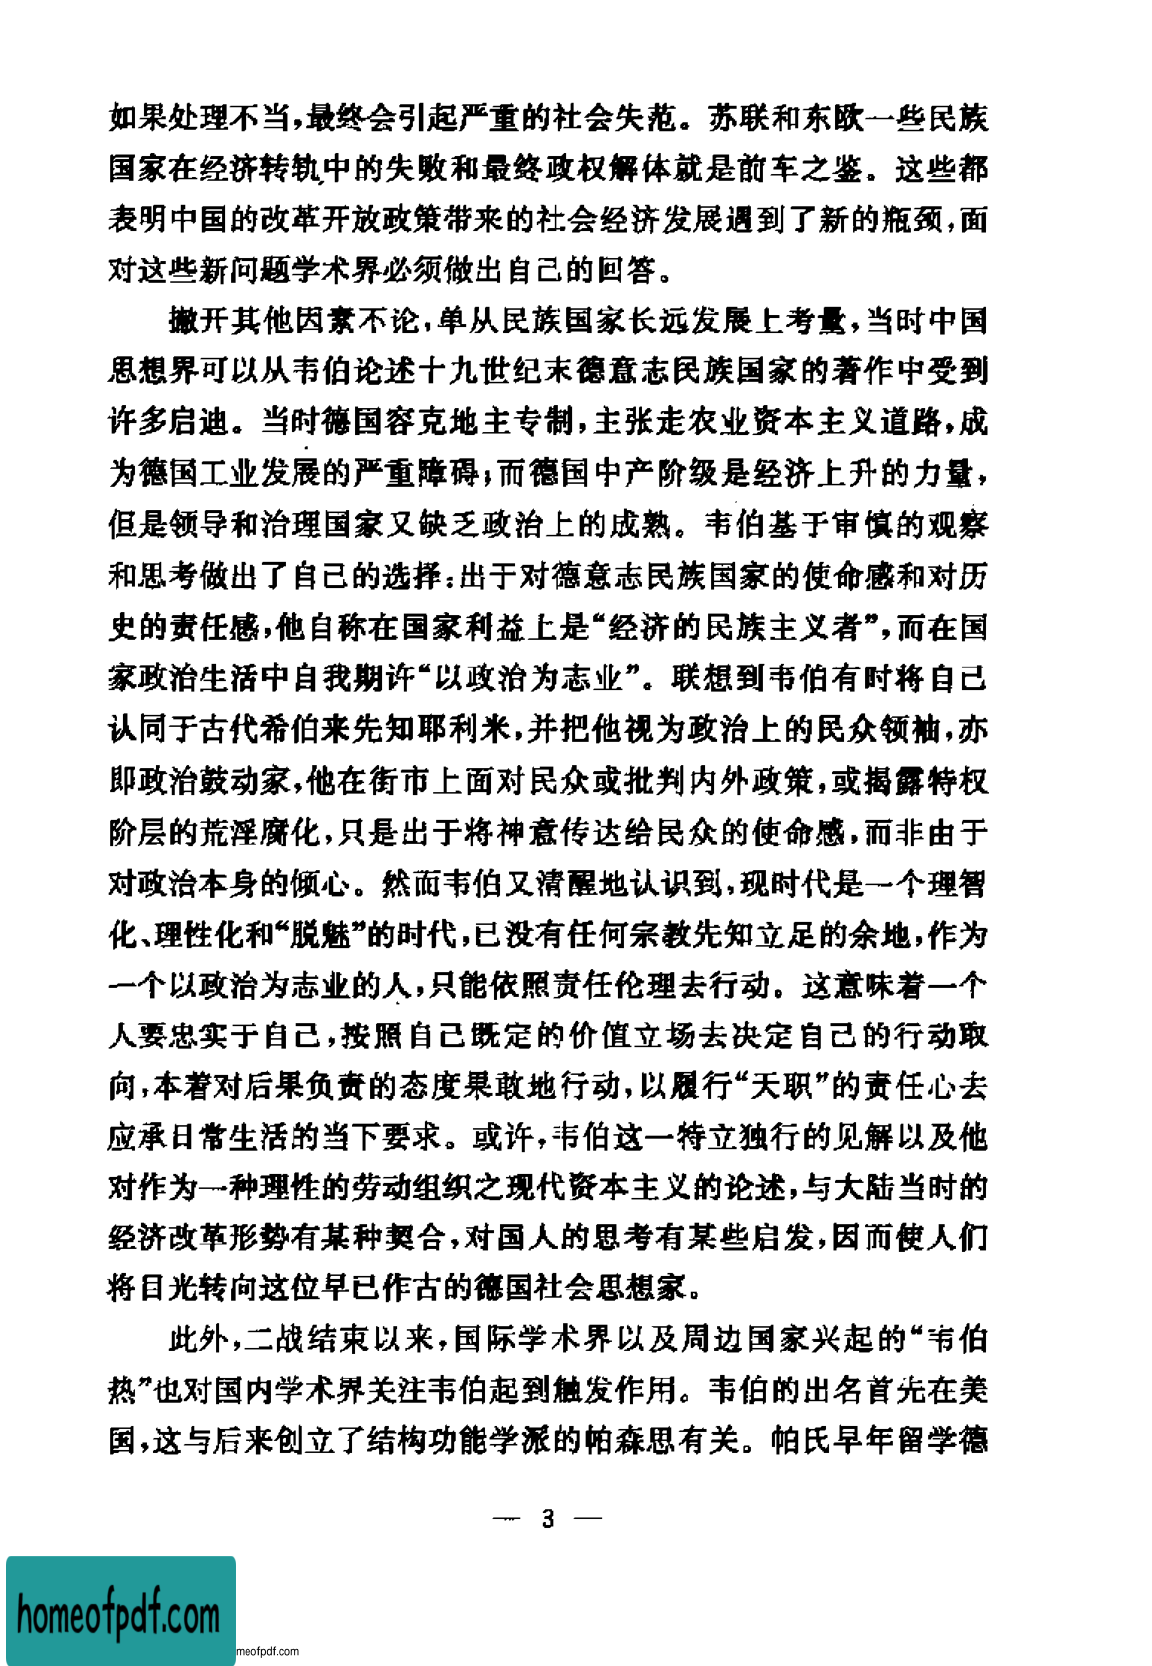 如果处理不当,最终会引起严重的社会失范。苏联和东欧一些民族
国家在经济转轨中的失败和最终政权解体就是前车之鉴。这些都
表明中国的改革开放政策带来的社会经济发展遇到了新的瓶颈,面
对这些新问题学术界必须做出自己的回答。
撇开其他因素不论,单从民族国家长远发展上考量,当时中国
思想界可以从韦伯论述十九世纪末德意志民族国家的著作中受到
许多启迪。当时德国容克地主专制,主张走农业资本主义道路,成
为德国工业发展的严重障碍;而德国中产阶级是经济上升的力量,
但是领导和治理国家又缺乏政治上的成熟。韦伯基于审慎的观察
和思考做出了自己的选择:出于对德意志民族国家的使命感和对历
史的责任感,他自称在国家利益上是“经济的民族主义者”,而在国
家政治生活中自我期许“以政治为志业”。联想到韦伯有时将自己
认同于古代希伯来先知耶利米,并把他视为政治上的民众领袖,亦
即政治鼓动家,他在街市上面对民众或批判内外政策,或揭露特权
阶层的荒淫腐化,只是出于将神意传达给民众的使命感,而非由于
对政治本身的倾心。然而韦伯又清醒地认识到,现时代是一个理智
化、理性化和“脱魅”的时代,已没有任何宗教先知立足的余地,作为
一个以政治为志业的人,只能依照责任伦理去行动。这意味着一个
人要忠实于自己,按照自己既定的价值立场去决定自己的行动取
向,本着对后果负责的态度果敢地行动,以履行“天职”的责任心去
应承日常生活的当下要求。或许,韦伯这一特立独行的见解以及他
对作为一种理性的劳动组织之现代资本主义的论述,与大陆当时的
经济改革形势有某种契合,对国人的思考有某些启发,因而使人们
将目光转向这位早已作古的德国社会思想家。
此外,二战结束以来,国际学术界以及周边国家兴起的“韦伯
热”也对国内学术界关注韦伯起到触发作用。韦伯的出名首先在美
国,这与后来创立了结构功能学派的帕森思有关。帕氏早年留学德
— 3 —
homeofpdf.com
meofpdf.com